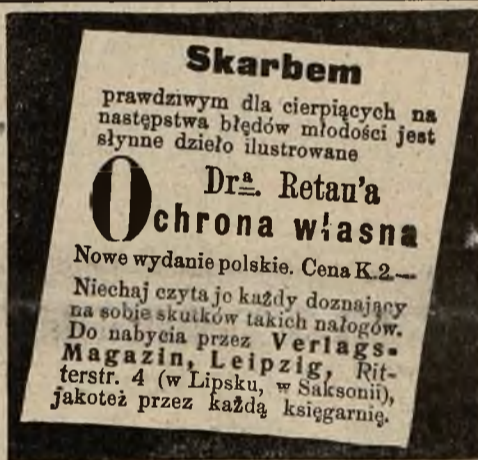 Skarbem
prawdziwym dla cierpiących na
następstwa błędów młodości jest
słynne dzieło ilustrowane
Drª. Retau'a
Ochrona własna
Nowe wydanie polskie. Cena K.2.—
Niechaj czyta je każdy doznający
na sobie skutków takich nałogów.
Do nabycia przez Verlags-
Magazin, Leipzig, Rit-
terstr. 4 (w Lipsku, w Saksonii),
jakoteż przez każdą księgarnię.